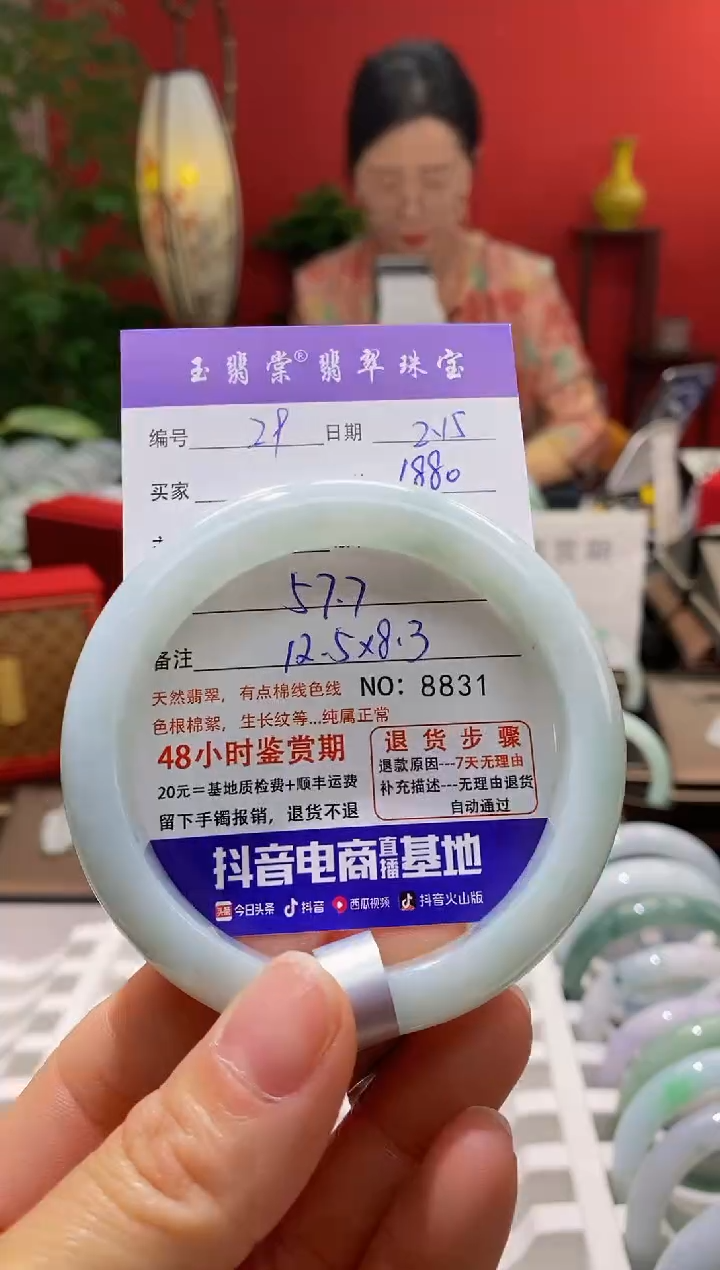 玉翡棠®翡翠珠宝
编号 29 日期 2.15
买家 1880
57.7
备注 12.5x8.3
天然翡翠，有点棉线色线 NO：8831
色根棉絮，生长纹等...纯属正常
48小时鉴赏期
20元＝基地质检费+顺丰运费
留下手镯报销，退货不退
退货步骤
退款原因---7天无理由
补充描述---无理由退货
自动通过
抖音电商直播基地
头条 今日头条 抖音 西瓜视频 抖音火山版